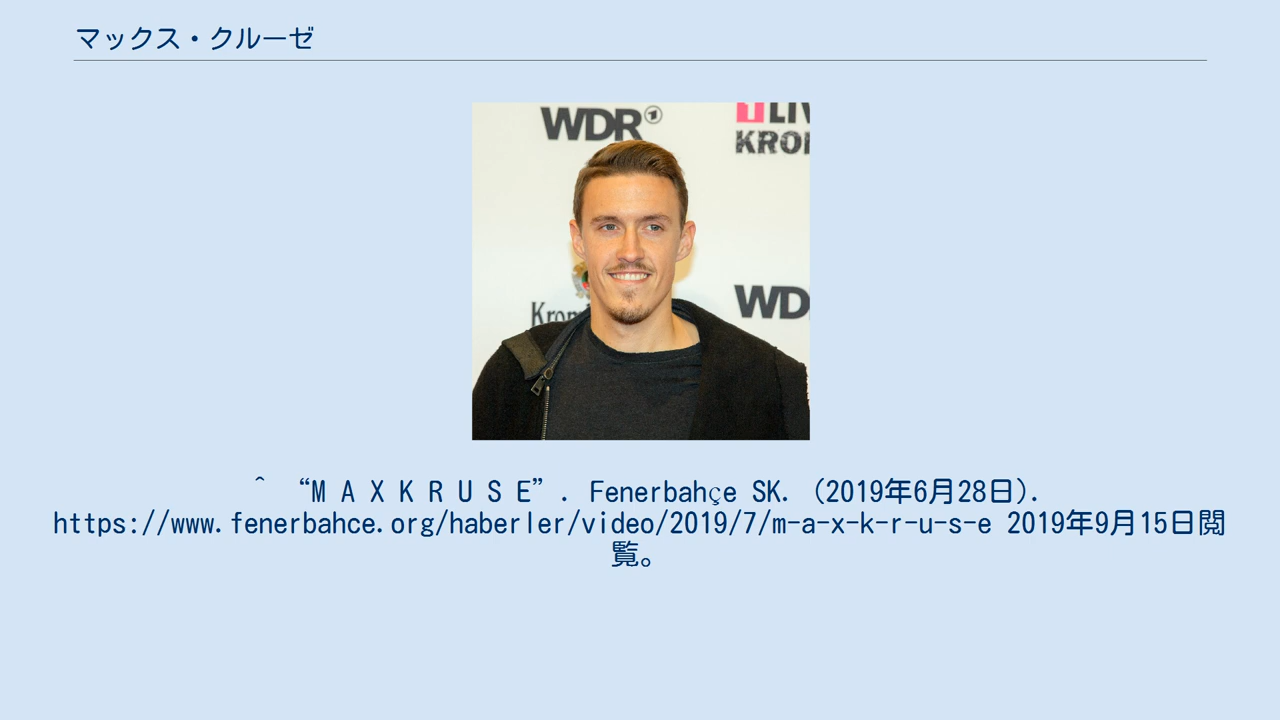 マックス・クルーゼ
WDR
1LIV
KRO
WD
Krom
^ “M A X K R U S E”. Fenerbahçe SK. (2019年6月28日).
https://www.fenerbahce.org/haberler/video/2019/7/m-a-x-k-r-u-s-e 2019年9月15日閲
覧。